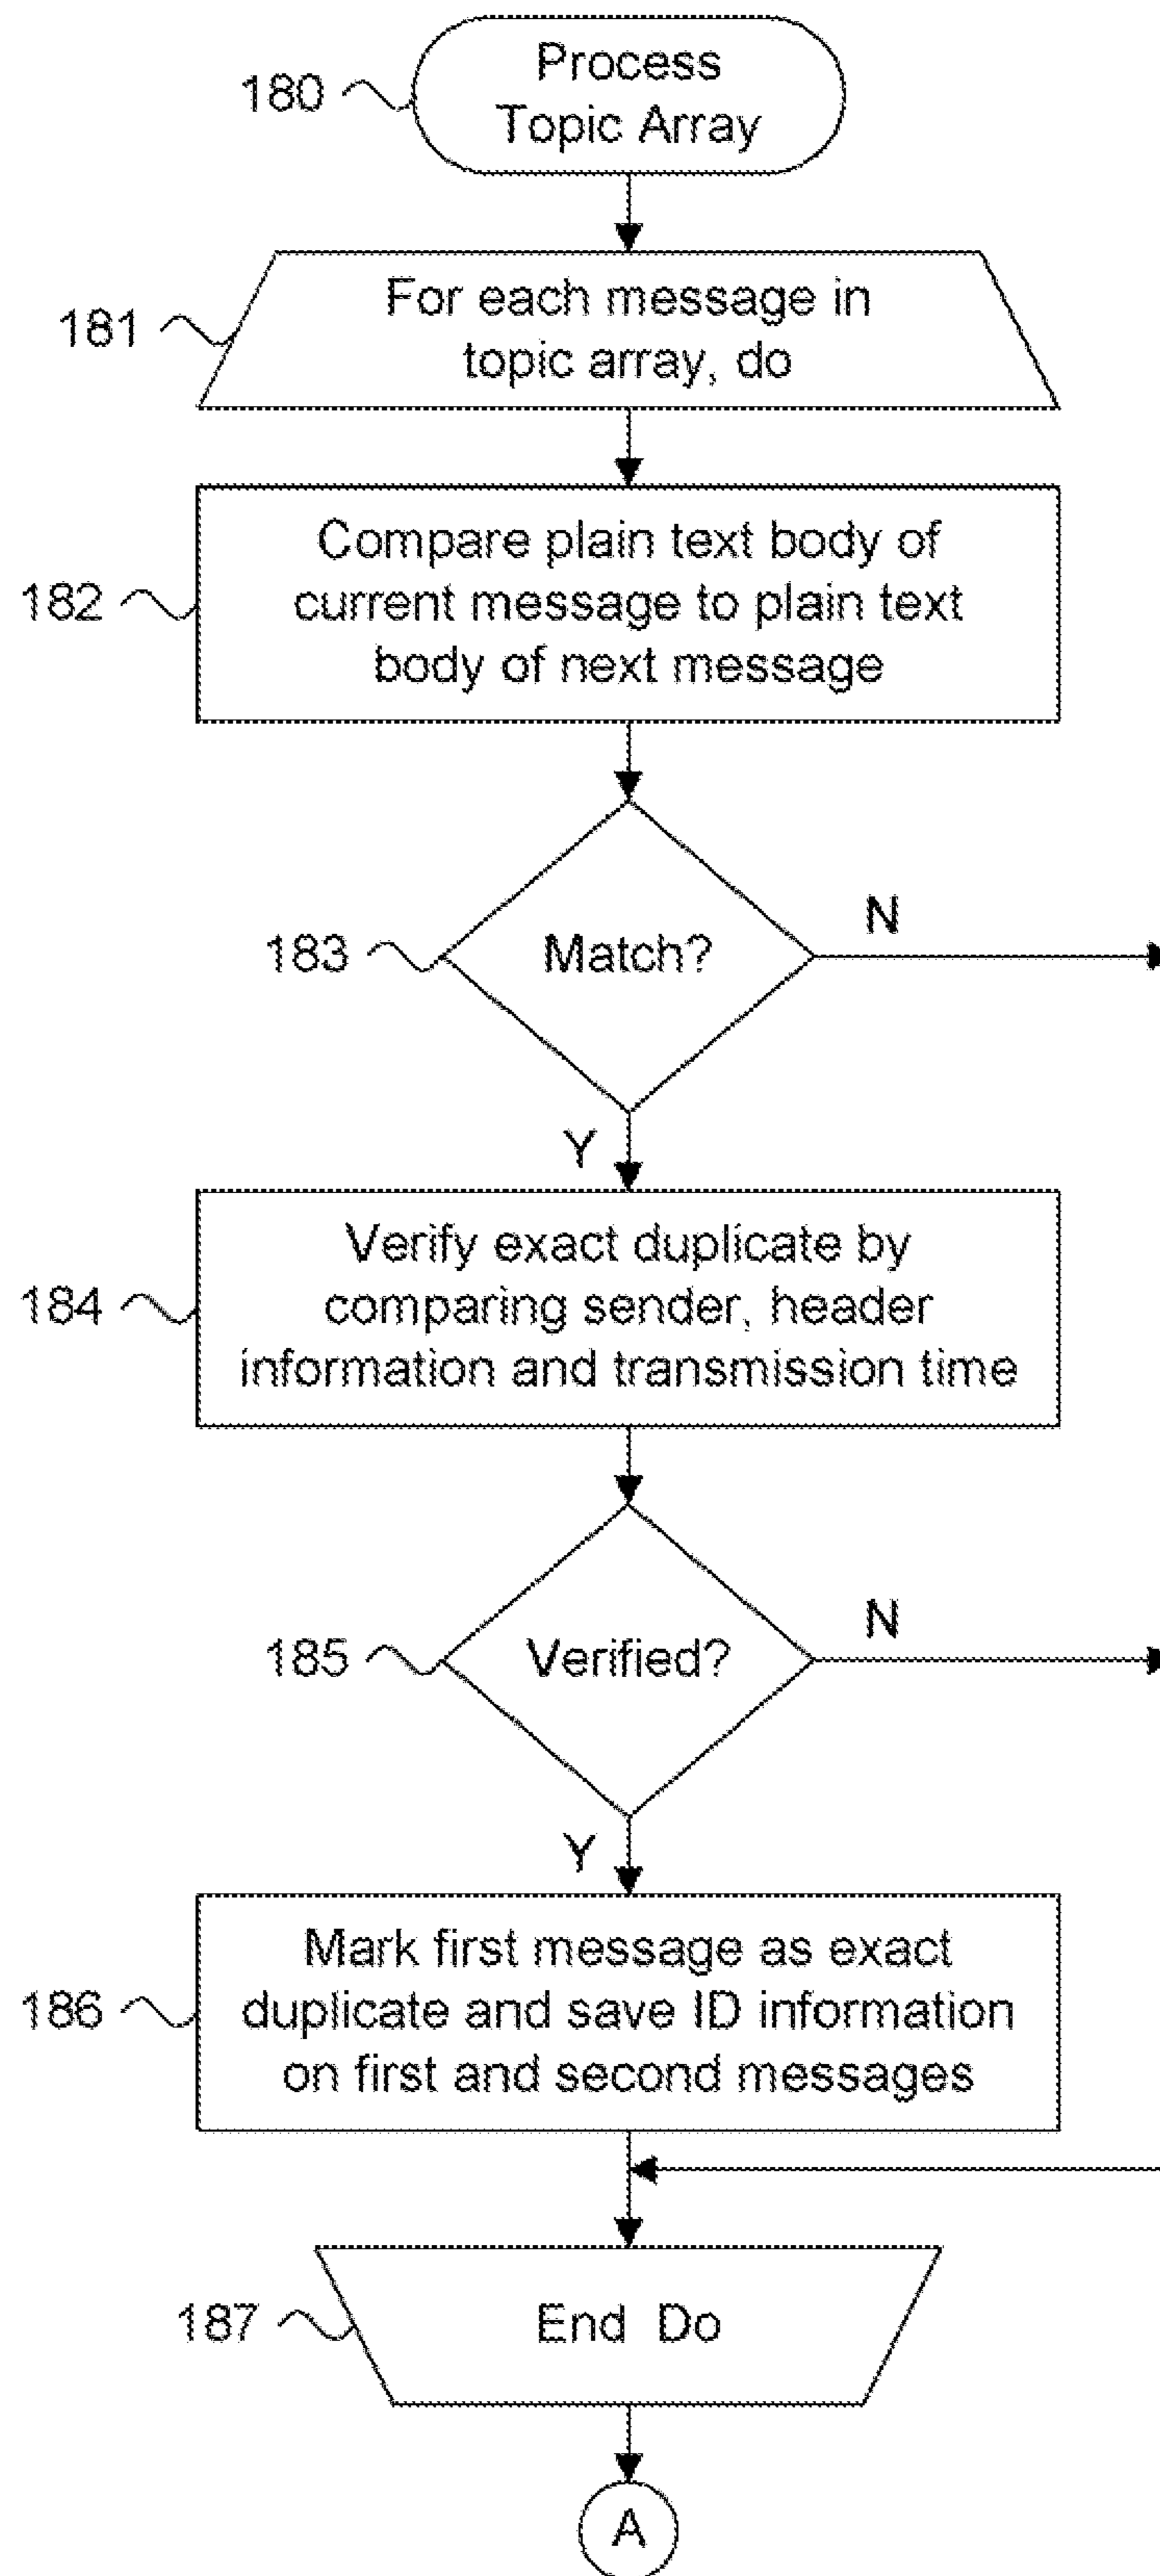 180
Process
Topic Array
181
For each message in
topic array, do
182
Compare plain text body of
current message to plain text
body of next message
183
Match?
N
Y
184
Verify exact duplicate by
comparing sender, header
information and transmission time
185
Verified?
N
Y
186
Mark first message as exact
duplicate and save ID information
on first and second messages
187
End Do
A